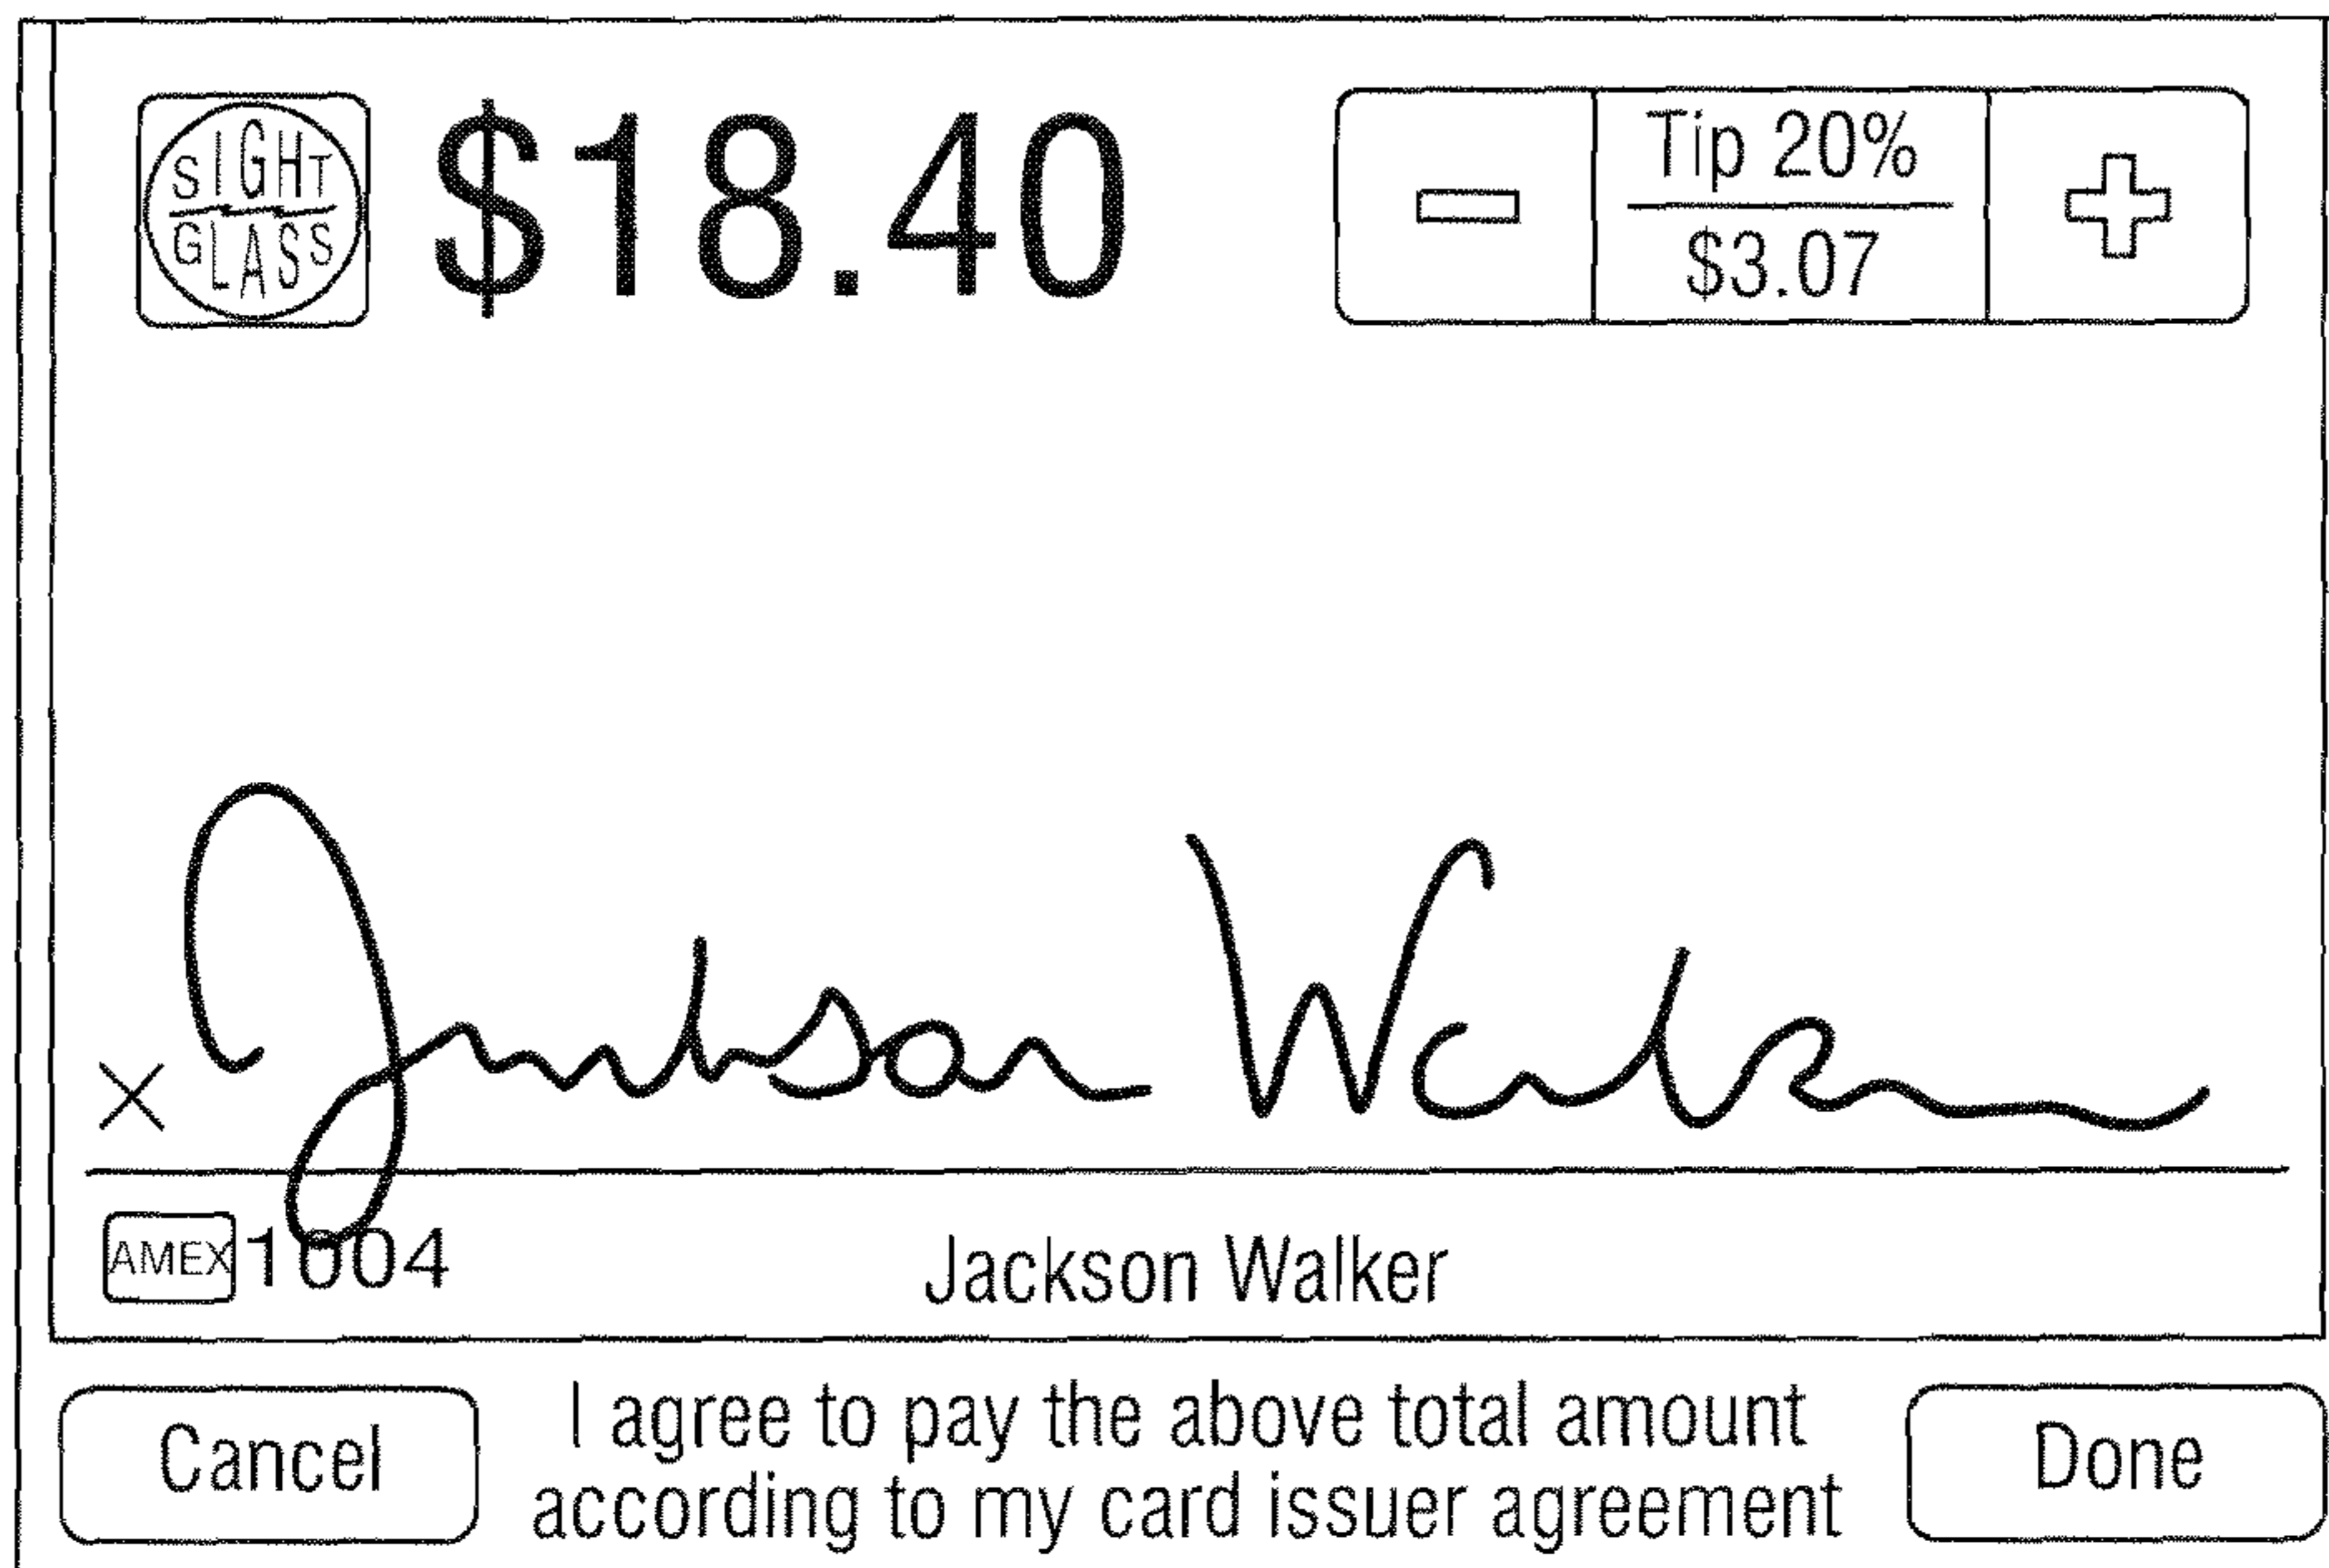 SIGHT
GLASS
$18.40
Tip 20%
$3.07
Jackson Walker
AMEX 1004
Jackson Walker
Cancel
I agree to pay the above total amount
according to my card issuer agreement
Done